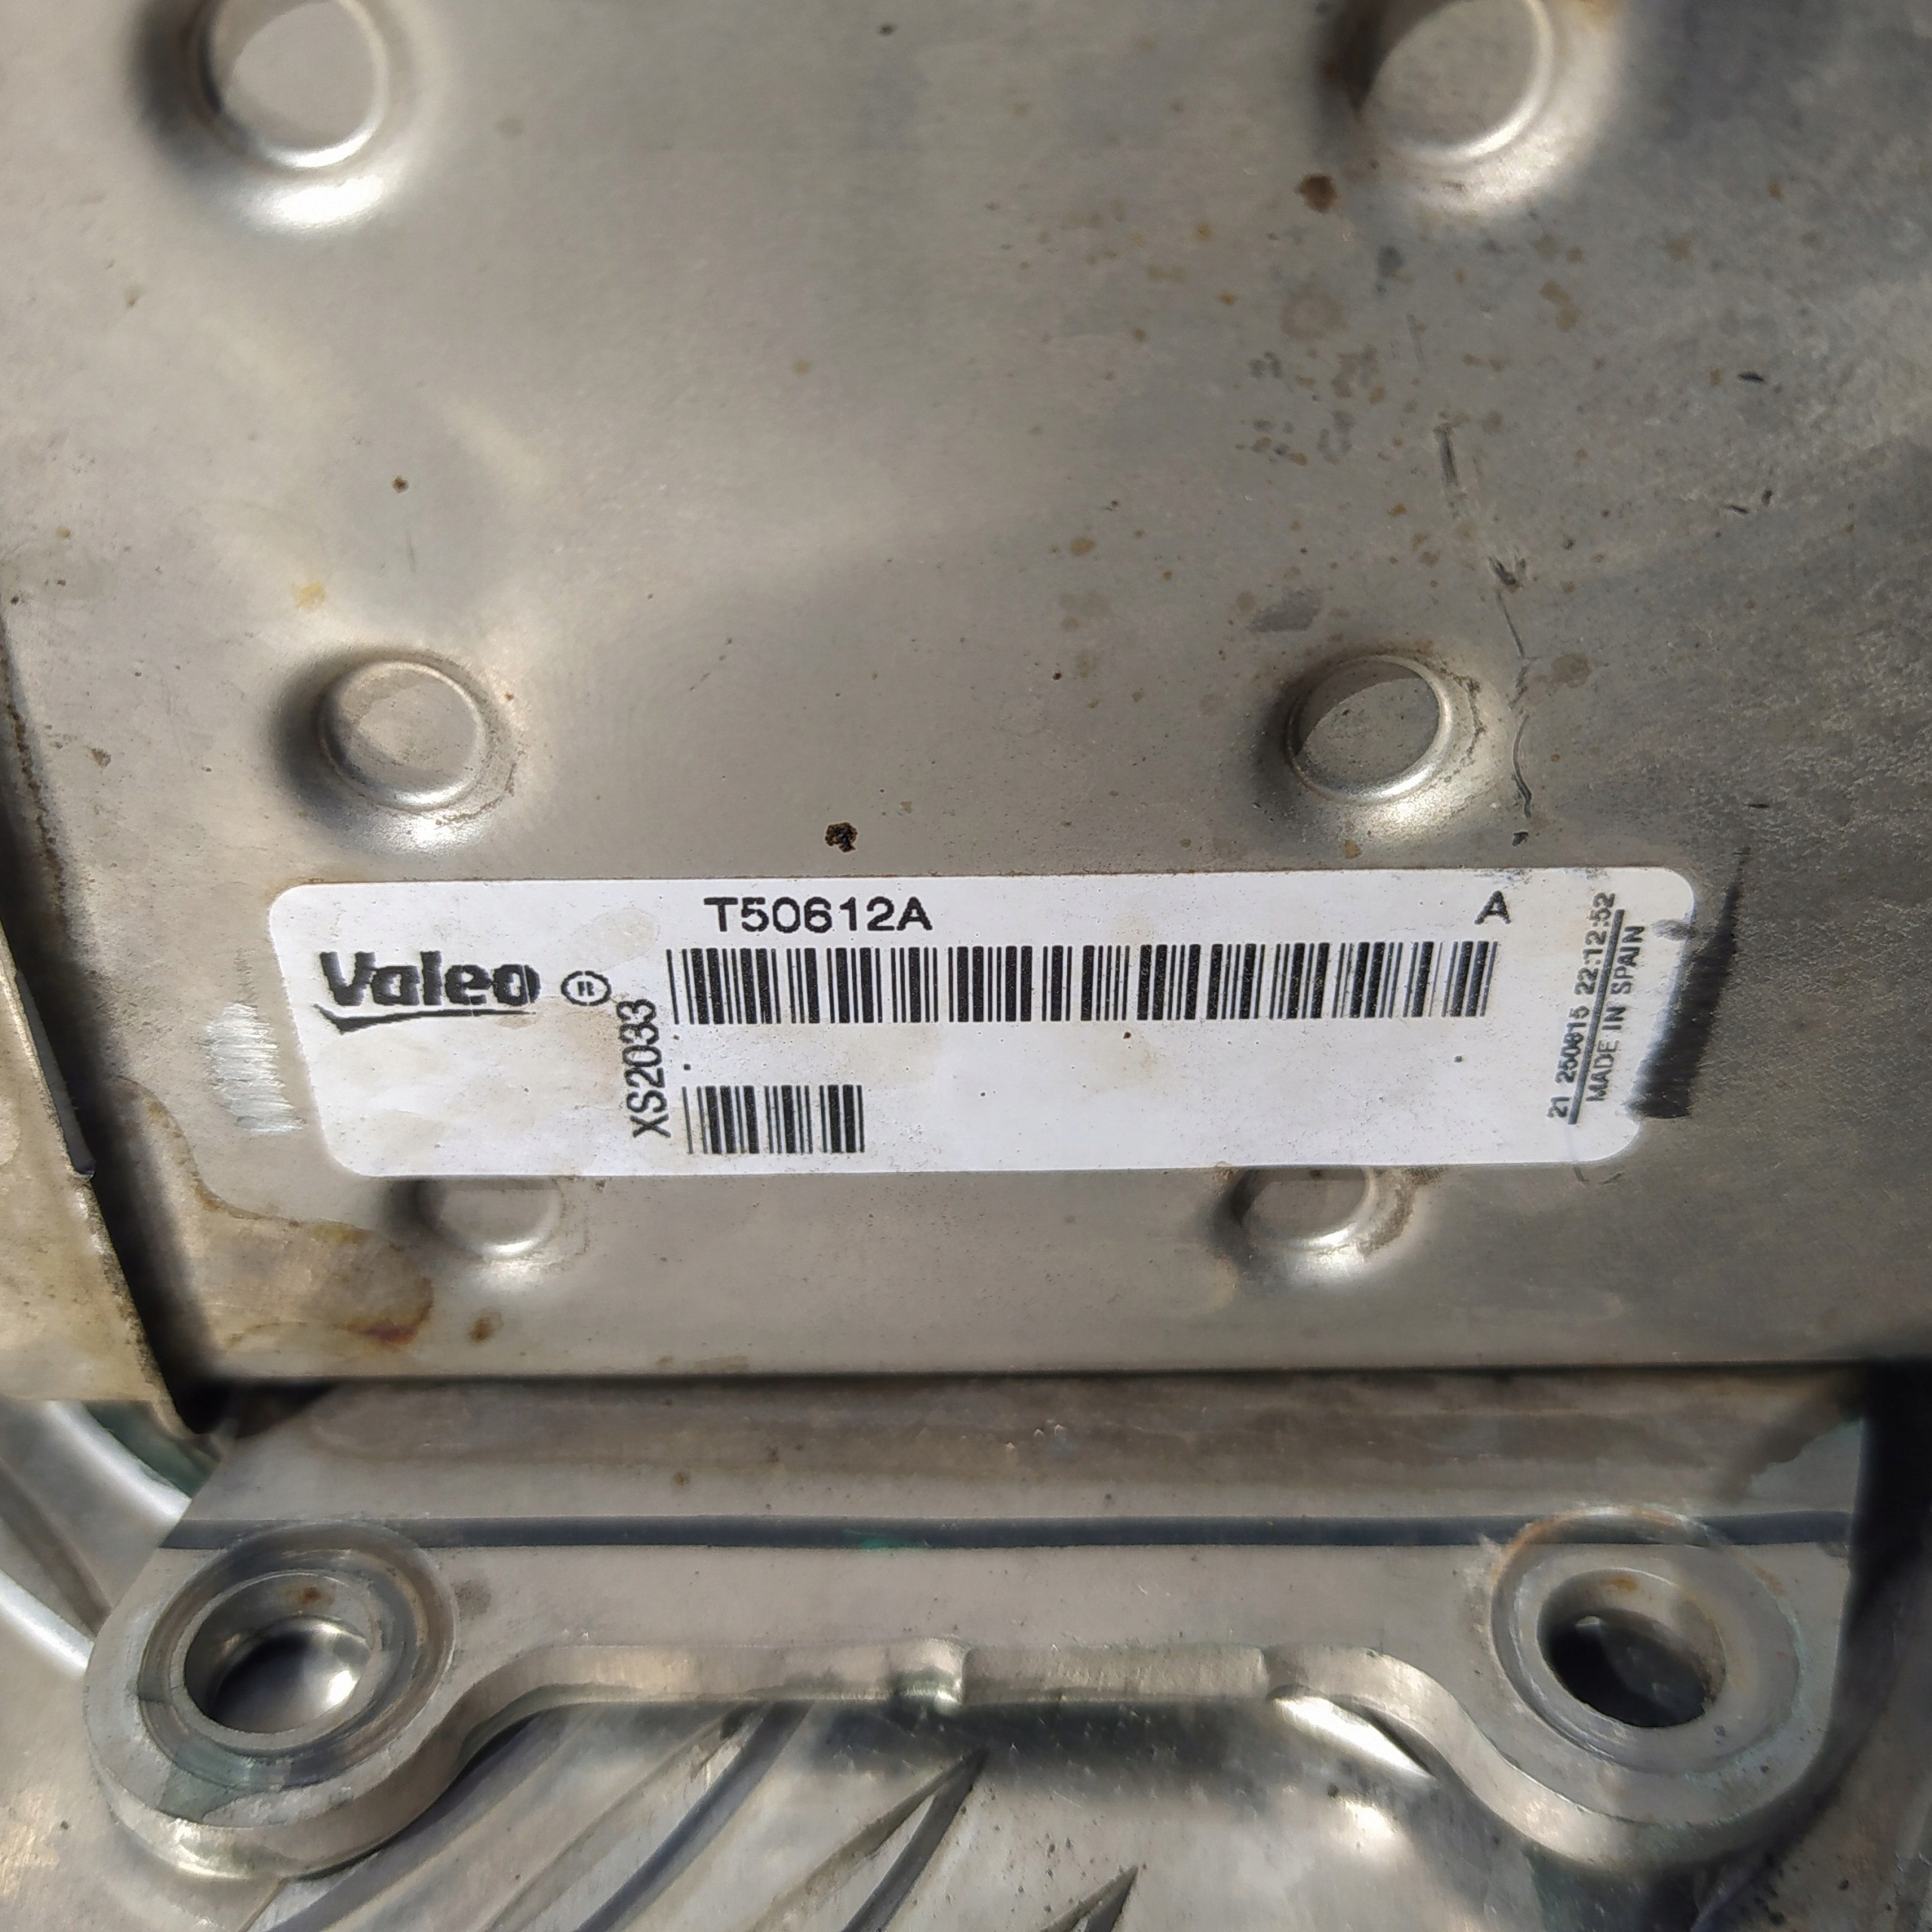 T50612A
A
Valeo ®
XS2033
21 250815 22:12:52
MADE IN SPAIN